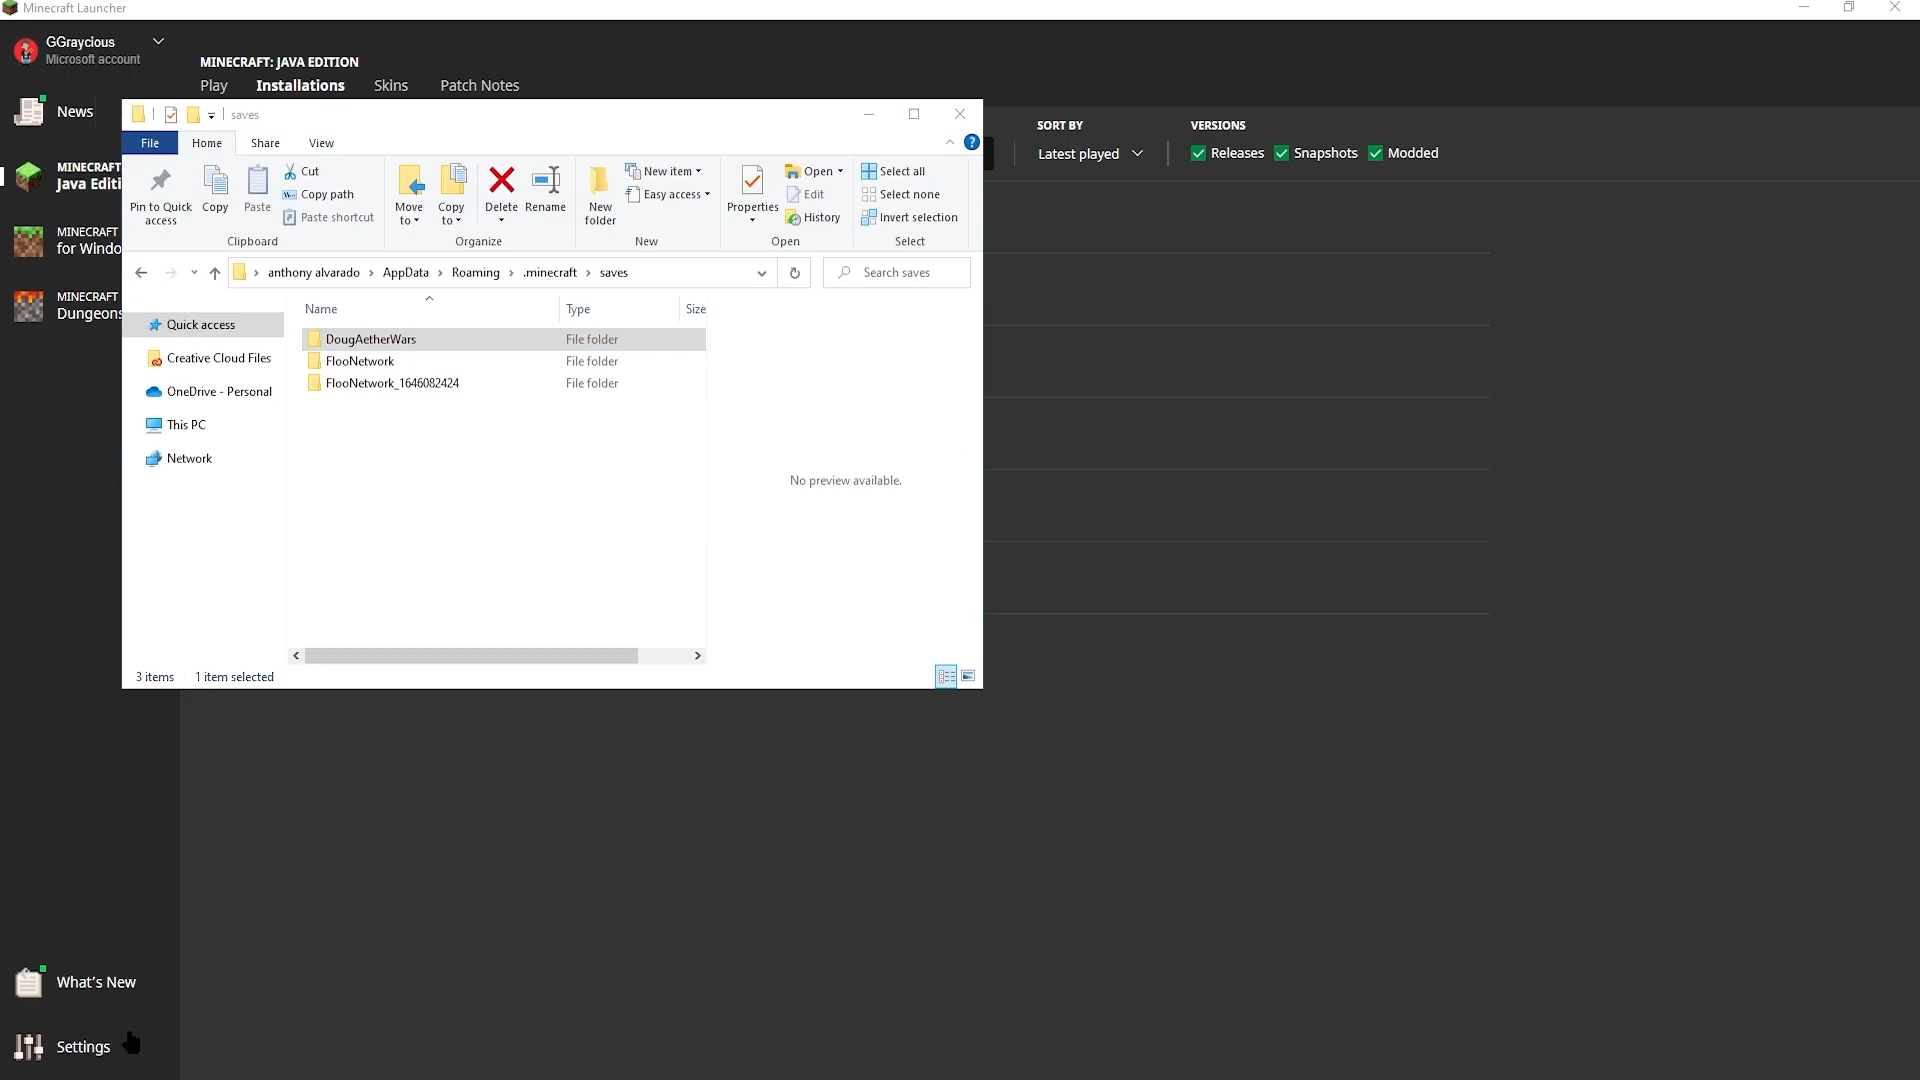 Minecraft Launcher
GGraycious
Microsoft account
MINECRAFT: JAVA EDITION
Play Installations Skins Patch Notes
News
MINECRAFT
Java Editi
MINECRAFT
for Windo
MINECRAFT
Dungeons
SORT BY
Latest played
VERSIONS
Releases Snapshots Modded
saves
File Home Share View
Pin to Quick
access
Copy
Paste
Cut
Copy path
Paste shortcut
Clipboard
Move
to
Copy
to
Delete
Rename
Organize
New
folder
New item
Easy access
New
Properties
Open
Edit
History
Open
Select all
Select none
Invert selection
Select
anthony alvarado > AppData > Roaming > .minecraft > saves
Search saves
Quick access
Creative Cloud Files
OneDrive - Personal
This PC
Network
Name Type Size
DougAetherWars File folder
FlooNetwork File folder
FlooNetwork_1646082424 File folder
No preview available.
3 items 1 item selected
What's New
Settings